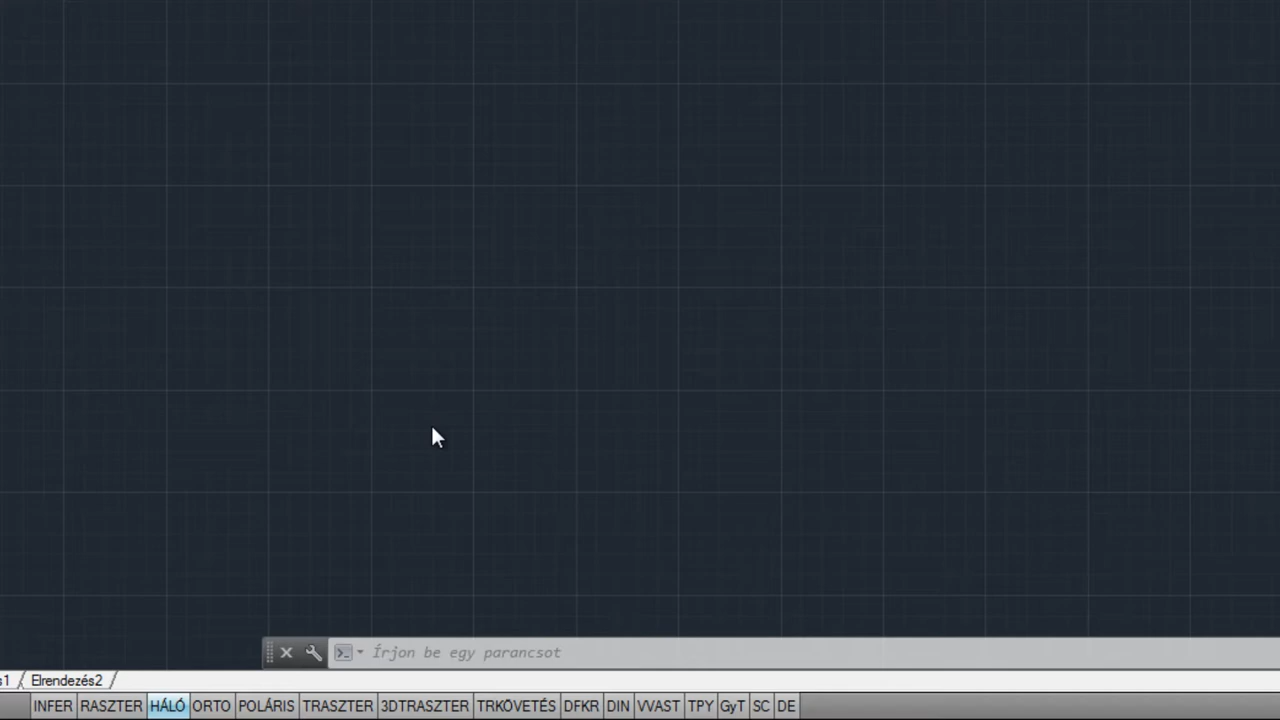 Írjon be egy parancsot
s1 Elrendezés2
INFER RASZTER HÁLÓ ORTO POLÁRIS TRASZTER 3DTRASZTER TRKÖVETÉS DFKR DIN VVAST TPY GyT SC DE